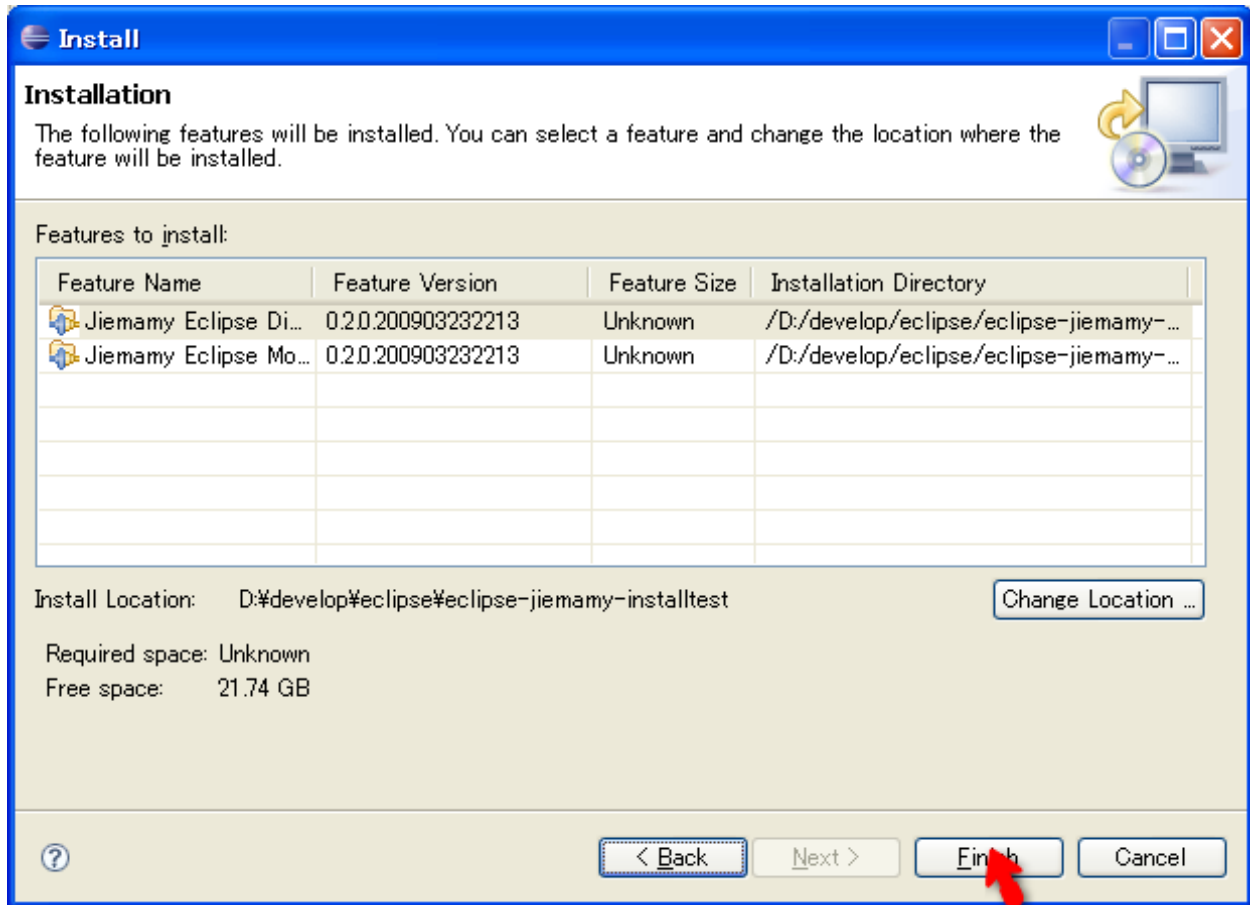 Install
Installation
The following features will be installed. You can select a feature and change the location where the
feature will be installed.
Features to install:
Feature Name Feature Version Feature Size Installation Directory
Jiemamy Eclipse Di... 0.2.0.200903232213 Unknown /D:/develop/eclipse/eclipse-jiemamy-...
Jiemamy Eclipse Mo... 0.2.0.200903232213 Unknown /D:/develop/eclipse/eclipse-jiemamy-...
Install Location: D:¥develop¥eclipse¥eclipse-jiemamy-installtest Change Location ...
Required space: Unknown
Free space: 21.74 GB
? < Back Next > Finish Cancel